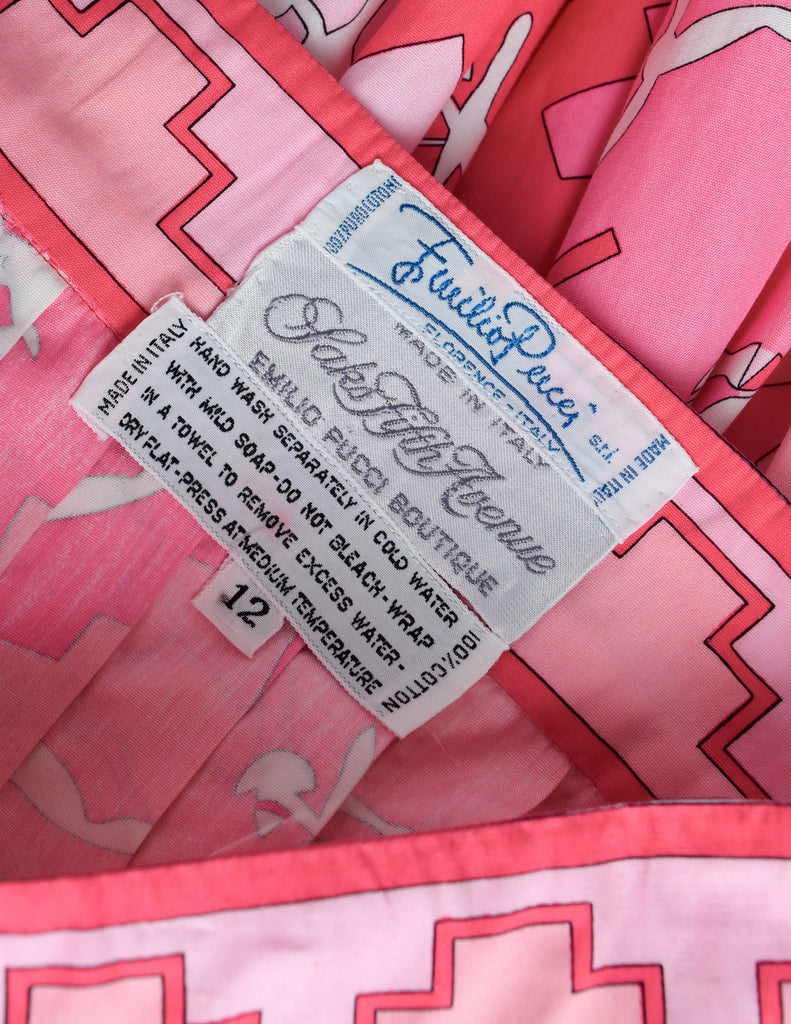 Emilio Pucci s.r.l.
FLORENCE - ITALY
MADE IN ITALY
Saks Fifth Avenue
MADE IN ITALY
EMILIO PUCCI BOUTIQUE
MADE IN ITALY
HAND WASH SEPARATELY IN COLD WATER
WITH MILD SOAP-DO NOT BLEACH-WRAP
IN A TOWEL TO REMOVE EXCESS WATER-
DRY FLAT-PRESS AT MEDIUM TEMPERATURE
100% COTTON
12